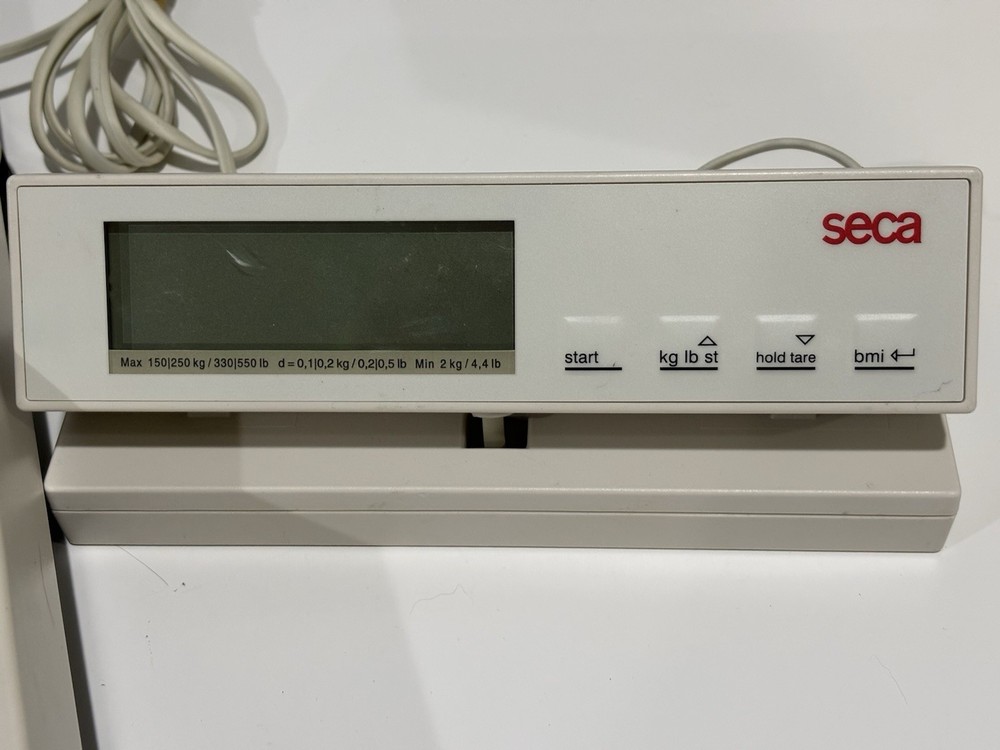 seca
start
kg lb st
hold tare
bmi
Max 150|250 kg / 330|550 lb d = 0,1|0,2 kg / 0,2|0,5 lb Min 2 kg / 4,4 lb